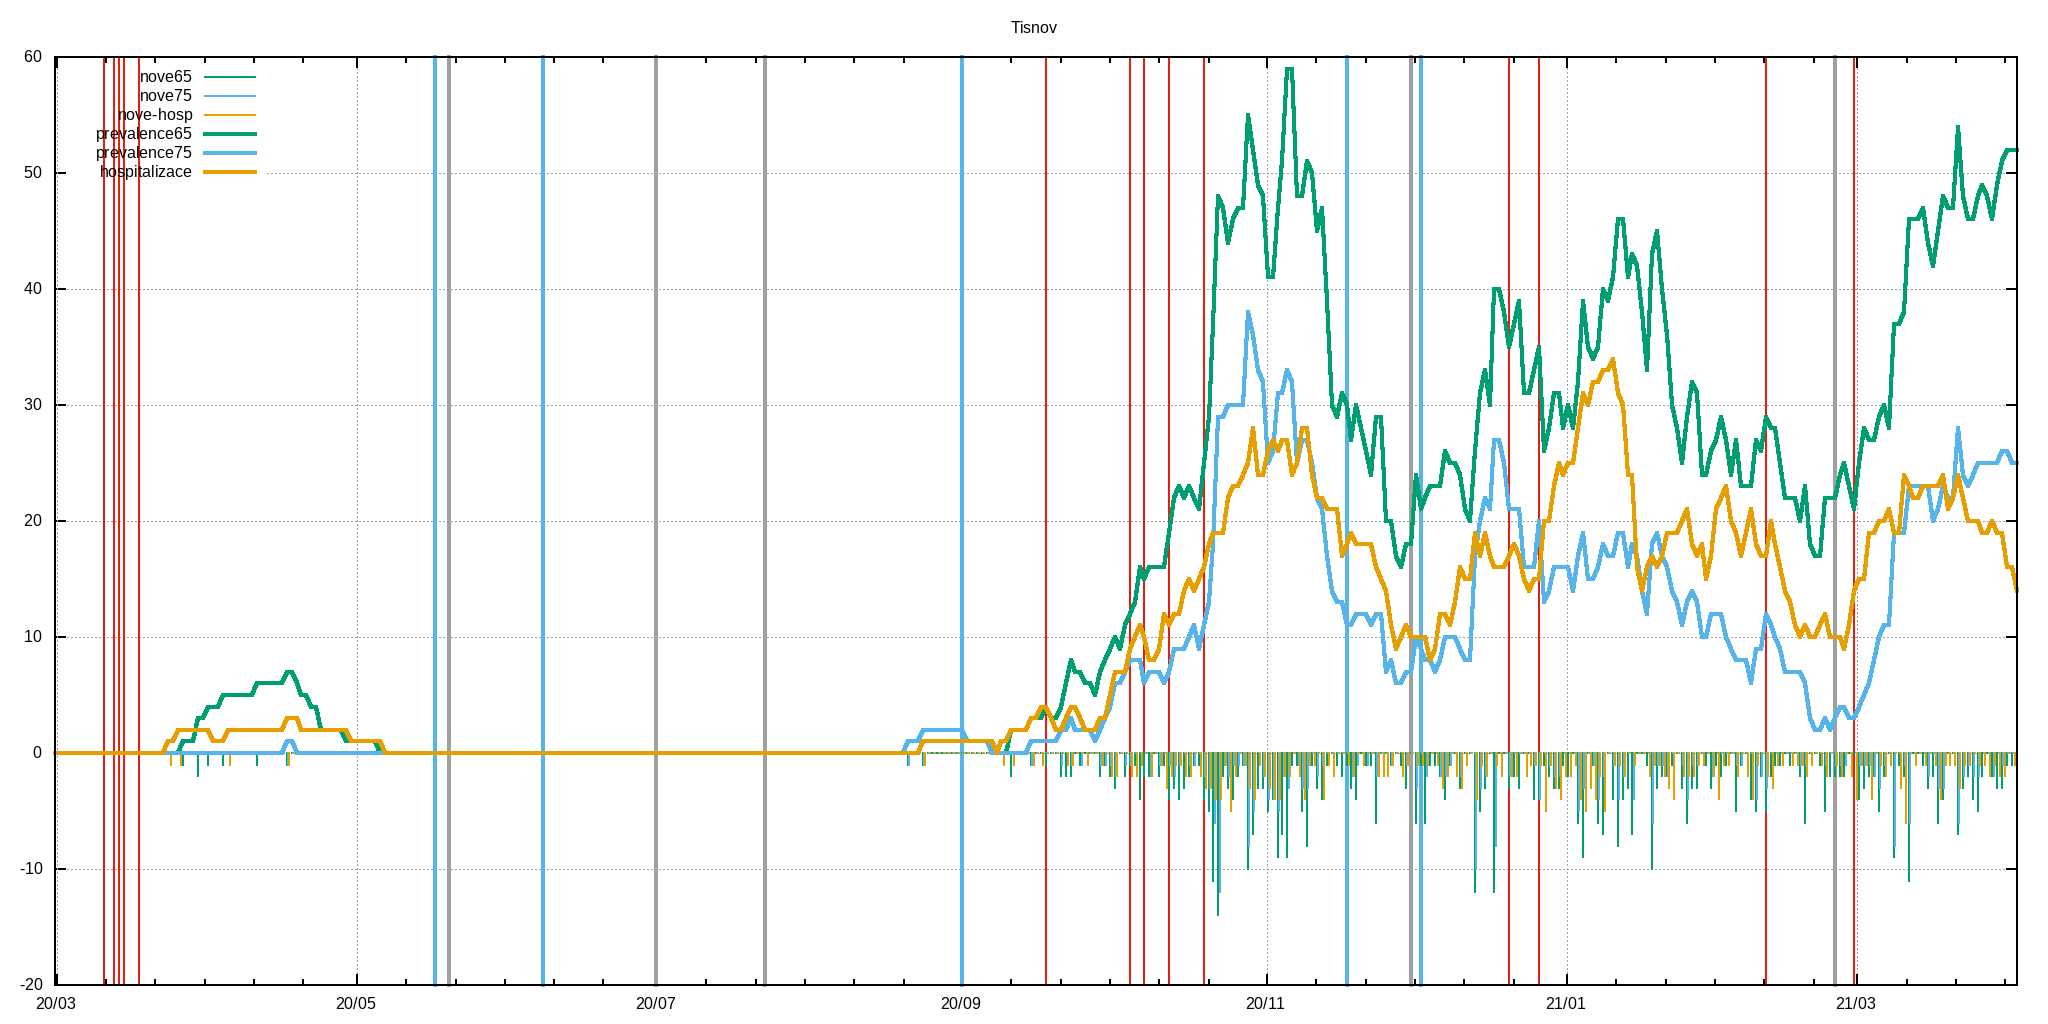 Tisnov
60
50
40
30
20
10
0
-10
-20
nove65
nove75
nove-hosp
prevalence65
prevalence75
hospitalizace
20/03 20/05 20/07 20/09 20/11 21/01 21/03